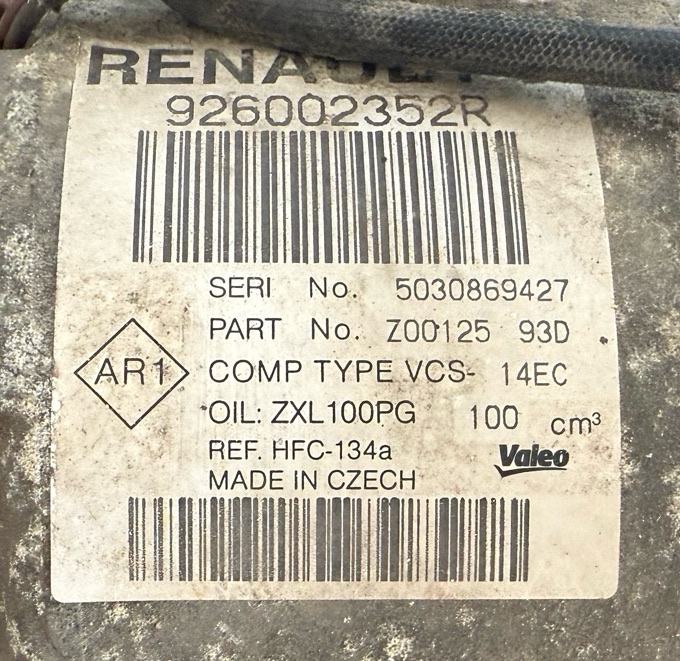 RENAULT
926002352R
SERI No. 5030869427
PART No. Z00125 93D
AR1
COMP TYPE VCS- 14EC
OIL: ZXL100PG 100 cm³
REF. HFC-134a
Valeo
MADE IN CZECH